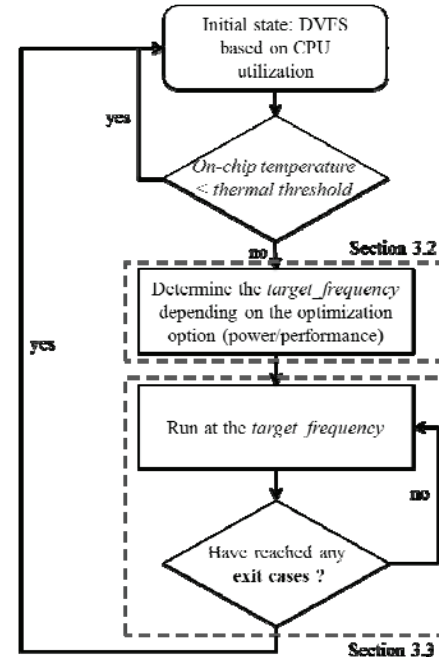 Initial state: DVFS
based on CPU
utilization
yes
On-chip temperature
< thermal threshold
no
Section 3.2
Determine the target_frequency
depending on the optimization
option (power/performance)
yes
Run at the target_frequency
no
Have reached any
exit cases ?
Section 3.3